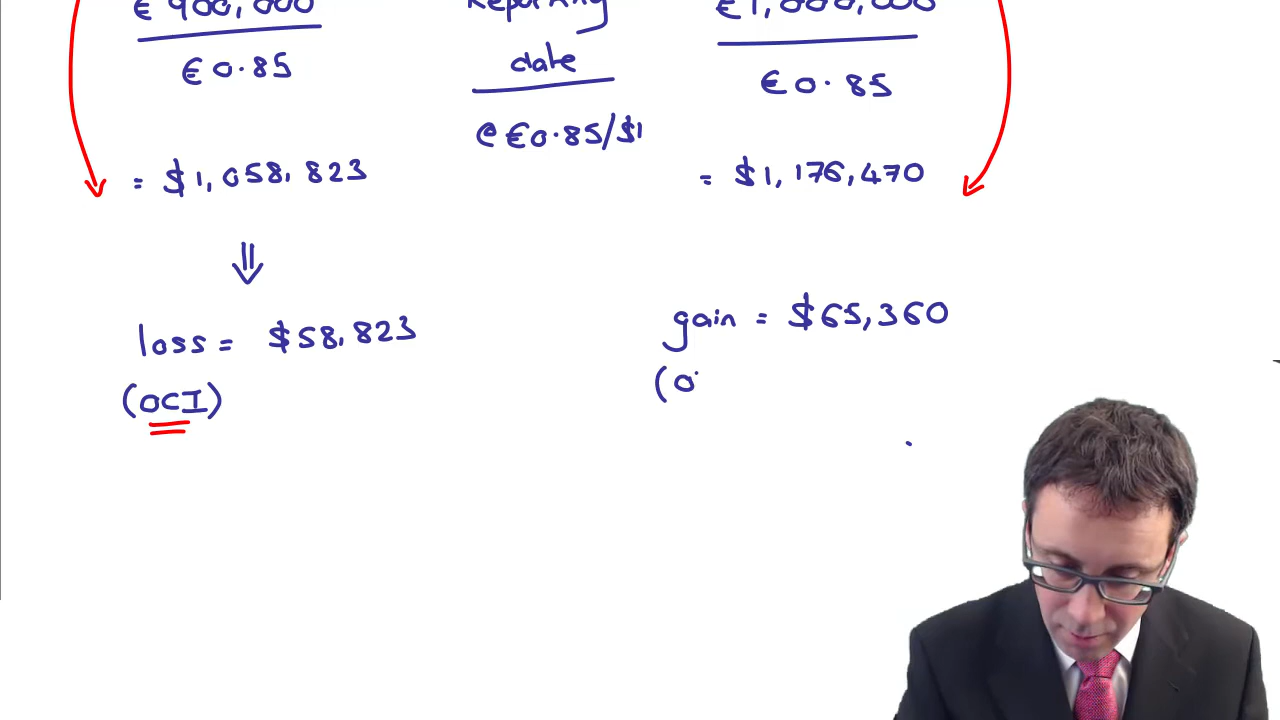 €900,000
€0.85
= $1,058,823
loss = $58,823
(OCI)
Reporting
date
@ €0.85/$1
€1,000,000
€0.85
= $1,176,470
gain = $65,360
(O